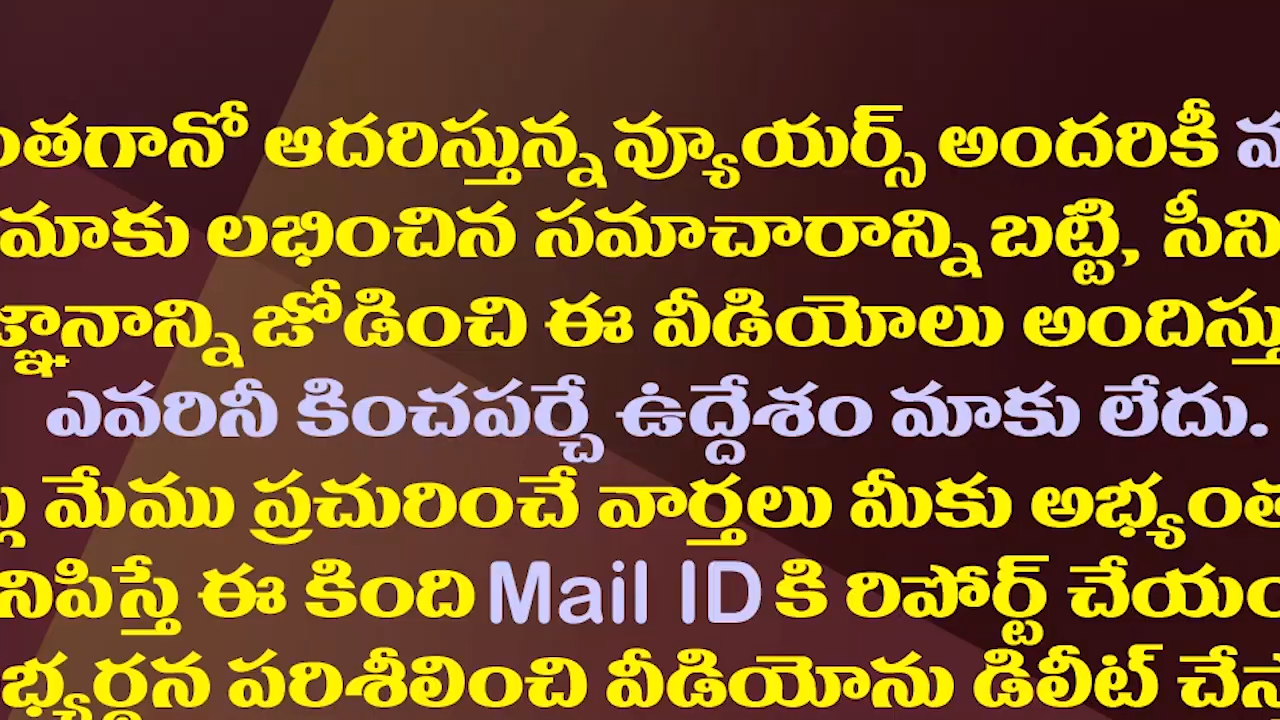 ఆదరిస్తున్న వ్యూయర్స్ అందరికీ
మాకు లభించిన సమాచారాన్ని బట్టి,
జోడించి ఈ వీడియోలు
ఎవరినీ కించపర్చే ఉద్దేశం మాకు లేదు.
మేము ప్రచురించే వార్తలు మీకు
ఈ కింది Mail ID కి రిపోర్ట్
పరిశీలించి వీడియోను డిలీట్